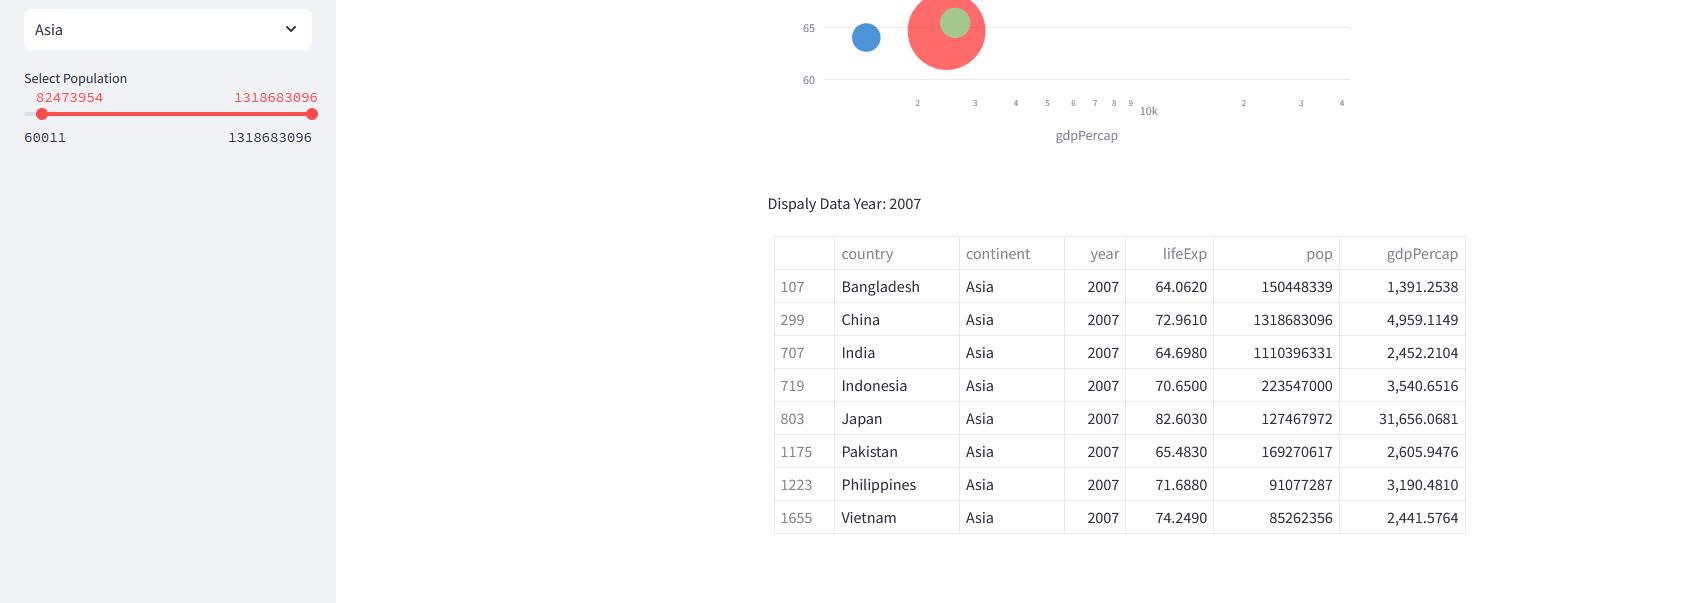 Asia
Select Population
82473954 1318683096
60011 1318683096
65
60
2 3 4 5 6 7 8 9 10k 2 3 4
gdpPercap
Dispaly Data Year: 2007
country continent year lifeExp pop gdpPercap
107 Bangladesh Asia 2007 64.0620 150448339 1,391.2538
299 China Asia 2007 72.9610 1318683096 4,959.1149
707 India Asia 2007 64.6980 1110396331 2,452.2104
719 Indonesia Asia 2007 70.6500 223547000 3,540.6516
803 Japan Asia 2007 82.6030 127467972 31,656.0681
1175 Pakistan Asia 2007 65.4830 169270617 2,605.9476
1223 Philippines Asia 2007 71.6880 91077287 3,190.4810
1655 Vietnam Asia 2007 74.2490 85262356 2,441.5764